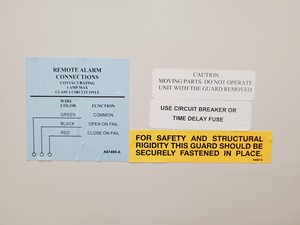 REMOTE ALARM
CONNECTIONS
CONTACT RATING
1 AMP MAX
CLASS 2 CIRCUIT ONLY
WIRE COLOR
FUNCTION
GREEN
COMMON
BLACK
OPEN ON FAIL
RED
CLOSE ON FAIL
A87485-A
CAUTION
MOVING PARTS. DO NOT OPERATE
UNIT WITH THE GUARD REMOVED
USE CIRCUIT BREAKER OR
TIME DELAY FUSE
FOR SAFETY AND STRUCTURAL
RIGIDITY THIS GUARD SHOULD BE
SECURELY FASTENED IN PLACE.